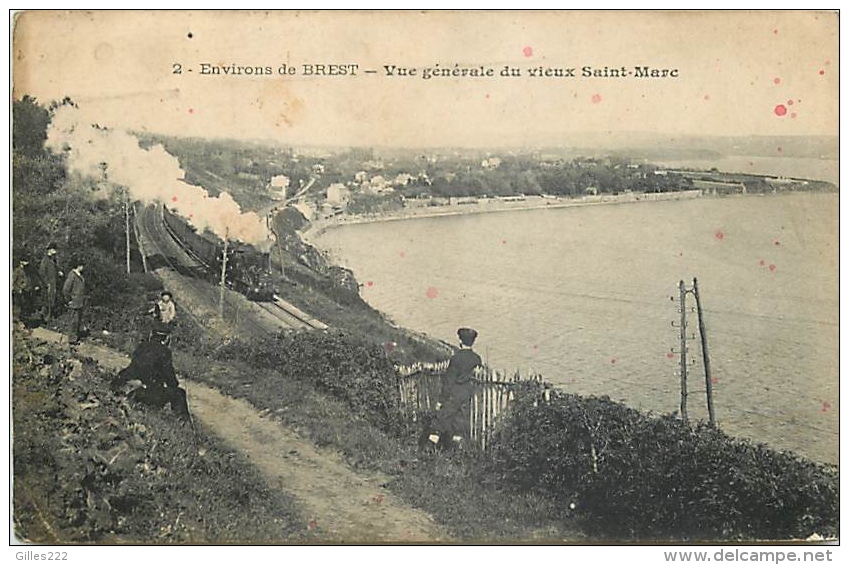 2 - Environs de BREST - Vue générale du vieux Saint-Marc
Gilles222
www.delcampe.net